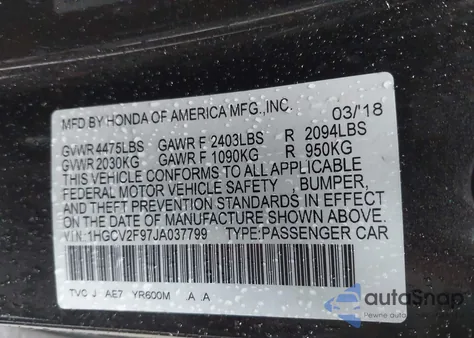 MFD BY HONDA OF AMERICA MFG.,INC. 03/'18
GVWR 4475LBS GAWR F 2403LBS R 2094LBS
GVWR 2030KG GAWR F 1090KG R 950KG
THIS VEHICLE CONFORMS TO ALL APPLICABLE
FEDERAL MOTOR VEHICLE SAFETY, BUMPER,
AND THEFT PREVENTION STANDARDS IN EFFECT
ON THE DATE OF MANUFACTURE SHOWN ABOVE.
V.I.N.:1HGCV2F97JA037799 TYPE:PASSENGER CAR
TVC J AE7 YR600M .A .A
autoSnap
Pewne auto